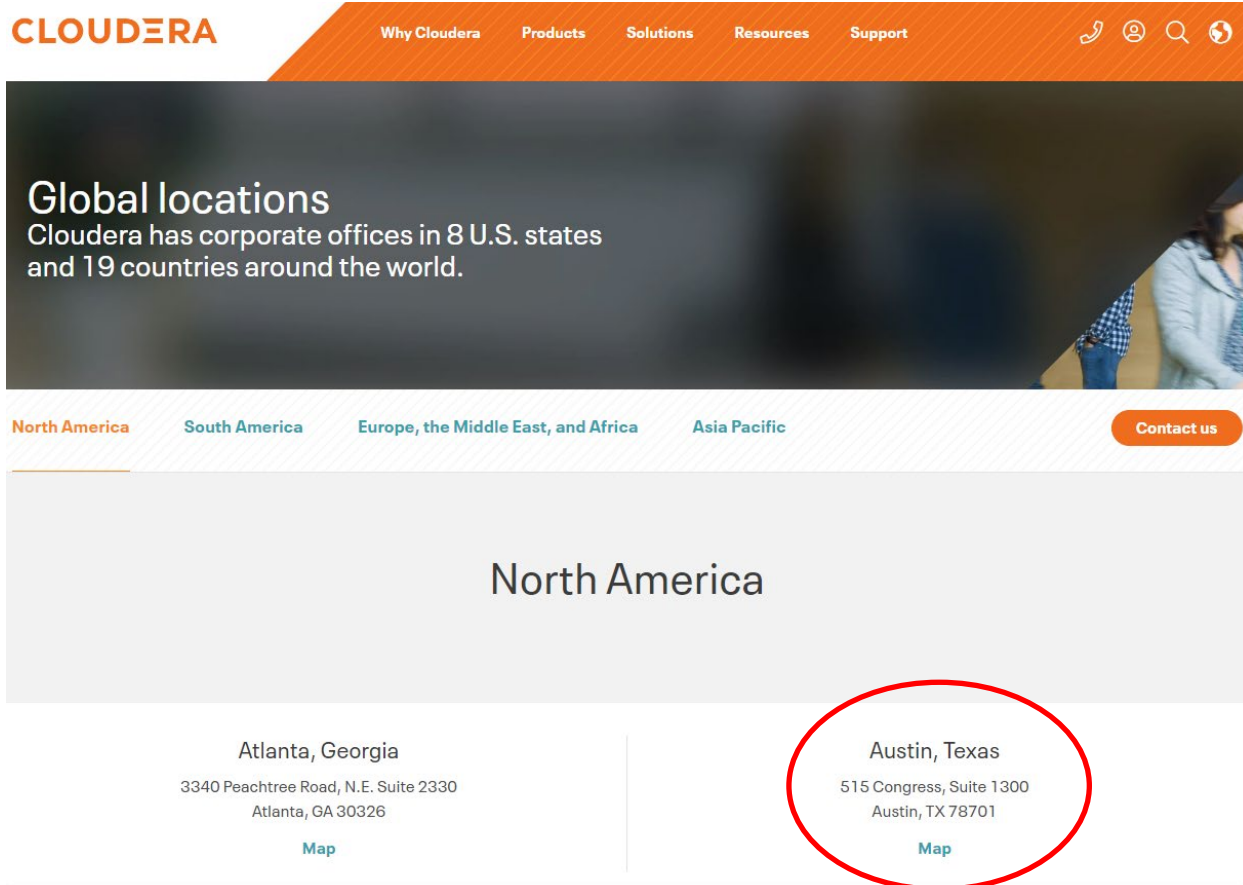 CLOUDERA
Why Cloudera Products Solutions Resources Support
Global locations
Cloudera has corporate offices in 8 U.S. states
and 19 countries around the world.
North America South America Europe, the Middle East, and Africa Asia Pacific Contact us
North America
Atlanta, Georgia
3340 Peachtree Road, N.E. Suite 2330
Atlanta, GA 30326
Map
Austin, Texas
515 Congress, Suite 1300
Austin, TX 78701
Map